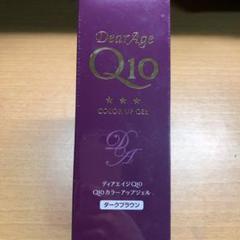 DearAge
Q10
COLOR UP GEL
DA
ディアエイジQ10
Q10カラーアップジェル
ダークブラウン